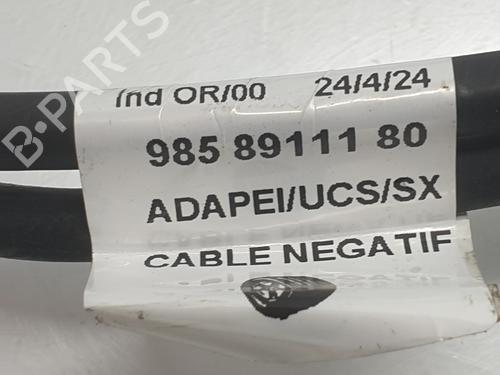 B-PARTS
Ind OR/00 24/4/24
985 89111 80
ADAPEI/UCS/SX
CABLE NEGATIF